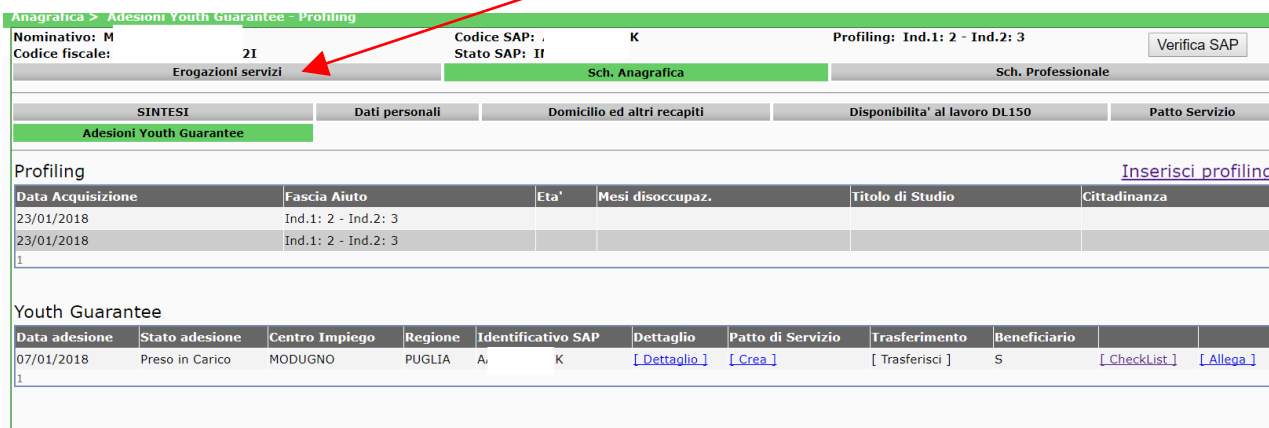 Anagrafica > Adesioni Youth Guarantee - Profiling
Nominativo: M Codice SAP: K Profiling: Ind.1: 2 - Ind.2: 3 Verifica SAP
Codice fiscale: 2I Stato SAP:
Erogazioni servizi Sch. Anagrafica Sch. Professionale
SINTESI Dati personali Domicilio ed altri recapiti Disponibilita' al lavoro DL150 Patto Servizio
Adesioni Youth Guarantee
Profiling Inserisci profiling
Data Acquisizione Fascia Aiuto Eta' Mesi disoccupaz. Titolo di Studio Cittadinanza
23/01/2018 Ind.1: 2 - Ind.2: 3
23/01/2018 Ind.1: 2 - Ind.2: 3
1
Youth Guarantee
Data adesione Stato adesione Centro Impiego Regione Identificativo SAP Dettaglio Patto di Servizio Trasferimento Beneficiario
07/01/2018 Preso in Carico MODUGNO PUGLIA A K [ Dettaglio ] [ Crea ] [ Trasferisci ] S [ CheckList ] [ Allega ]
1